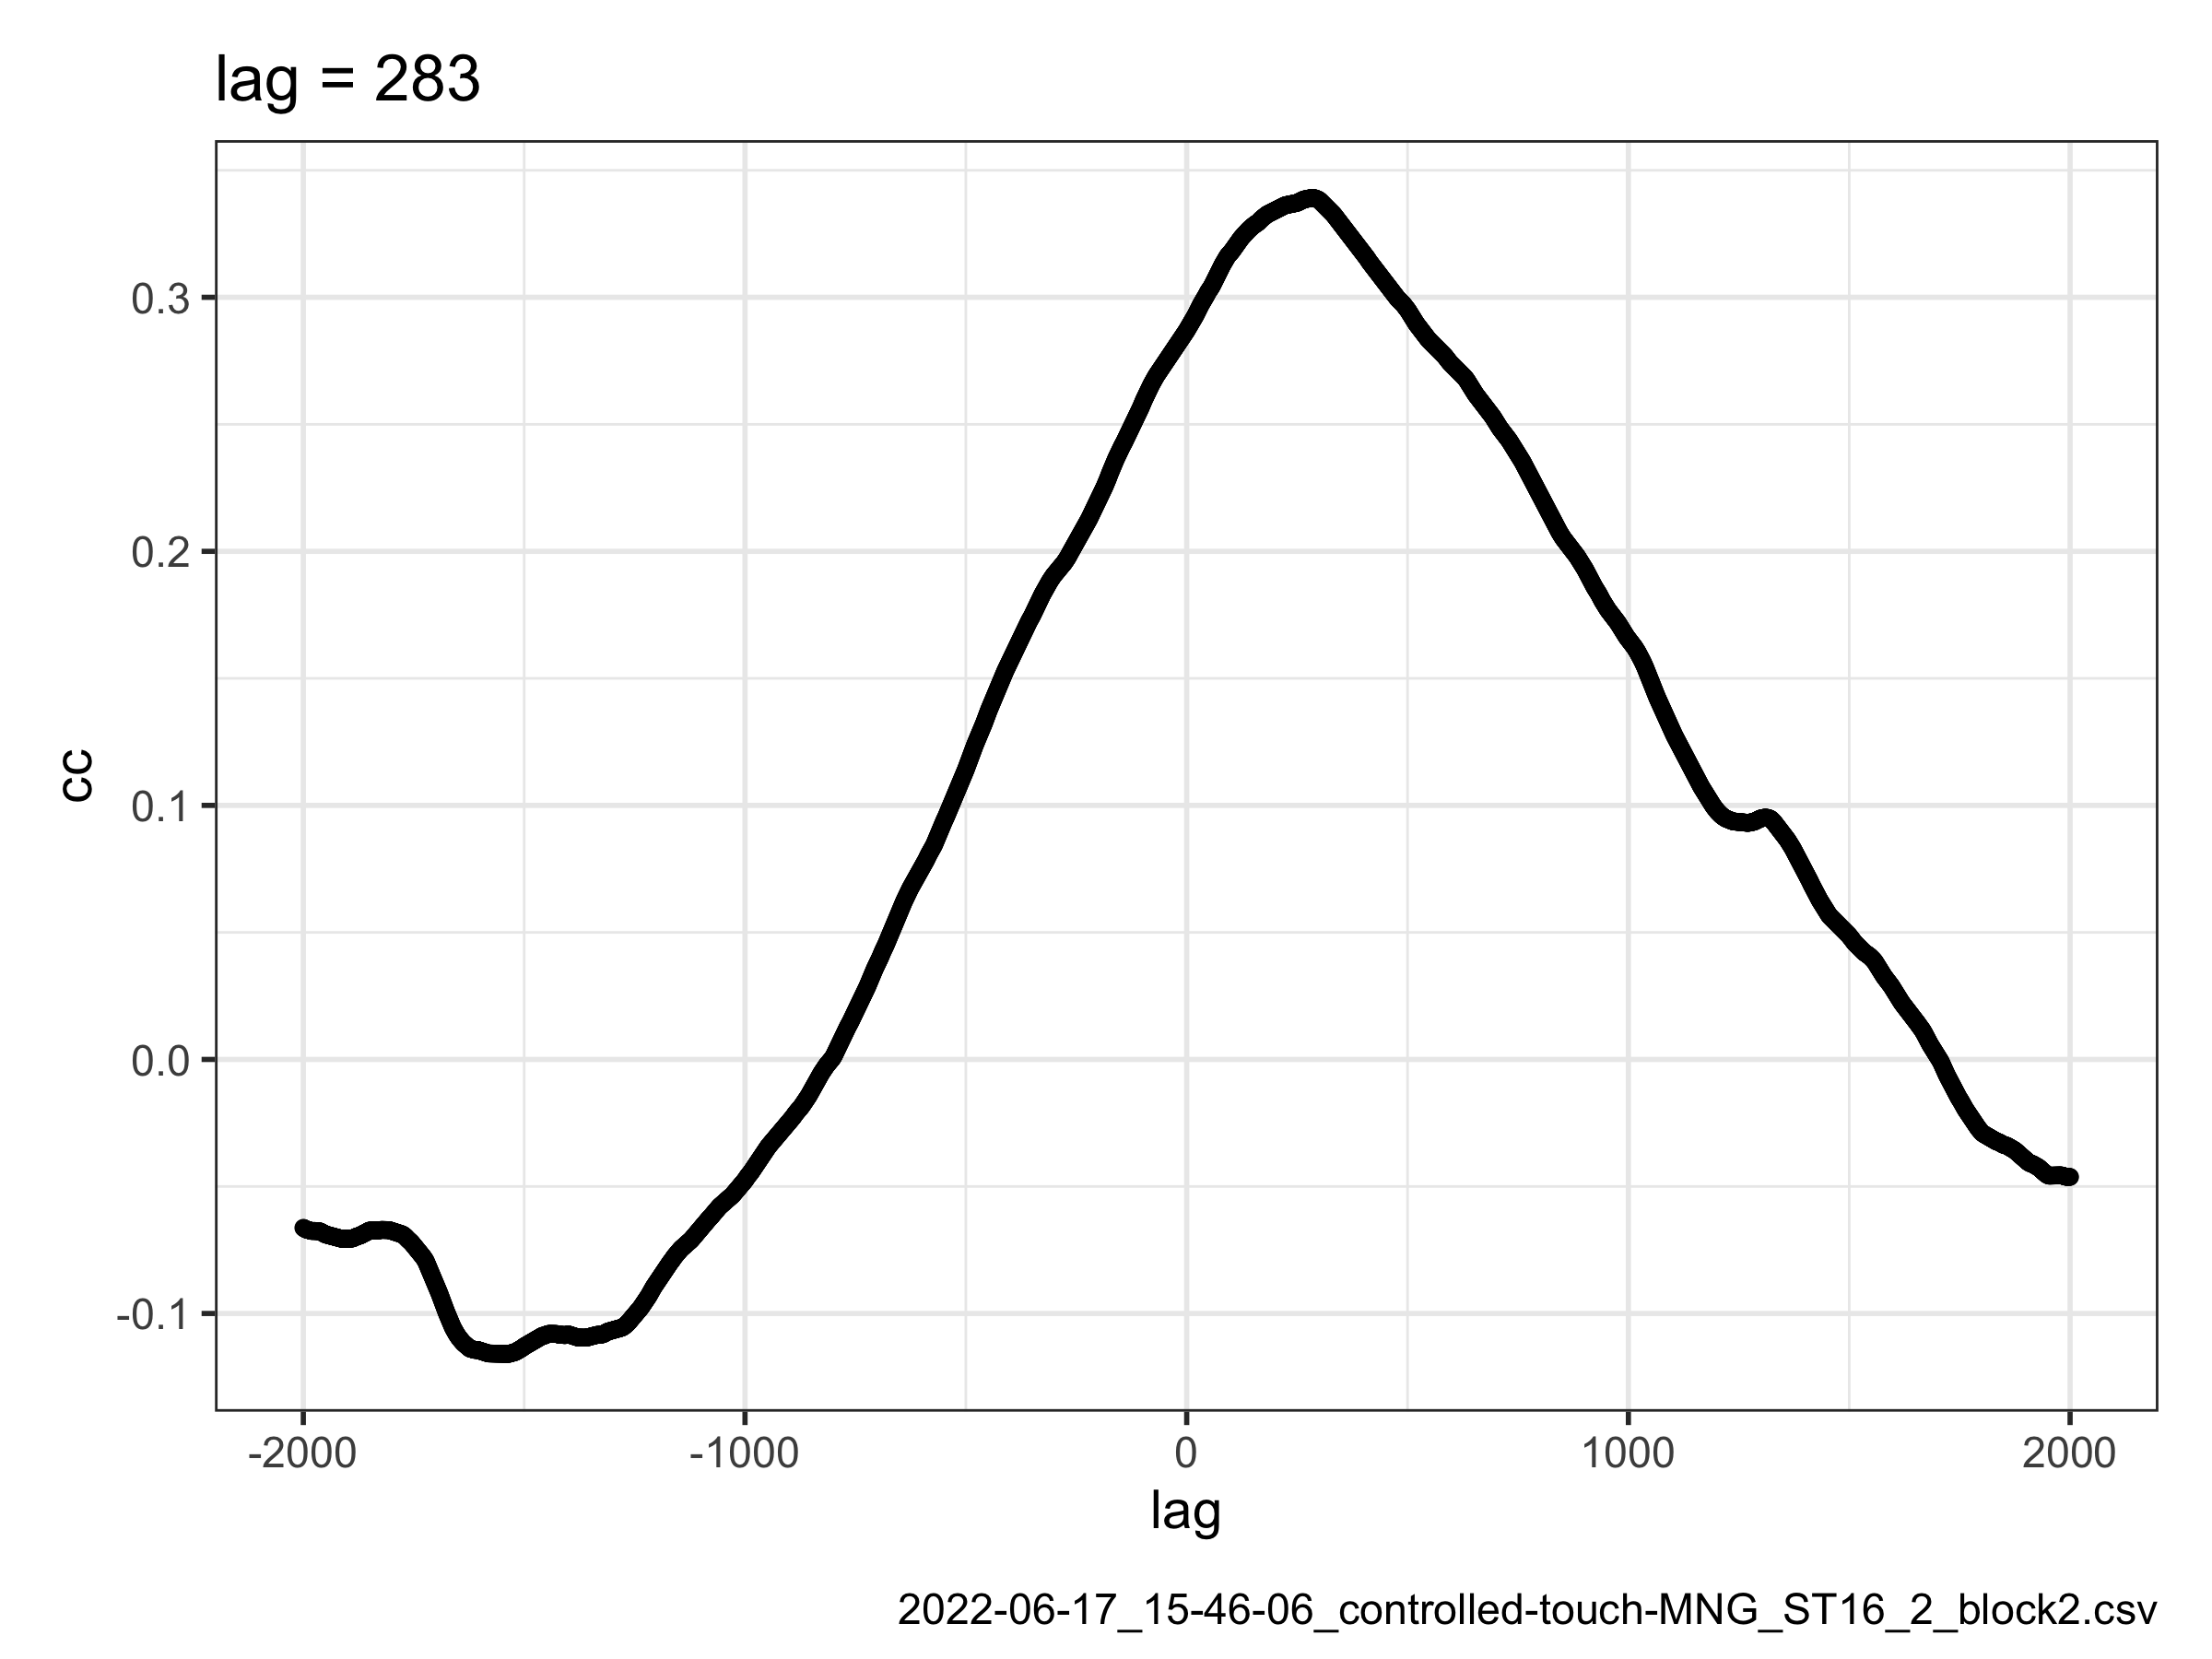 lag = 283
0.3
0.2
0.1
0.0
-0.1
cc
-2000 -1000 0 1000 2000
lag
2022-06-17_15-46-06_controlled-touch-MNG_ST16_2_block2.csv